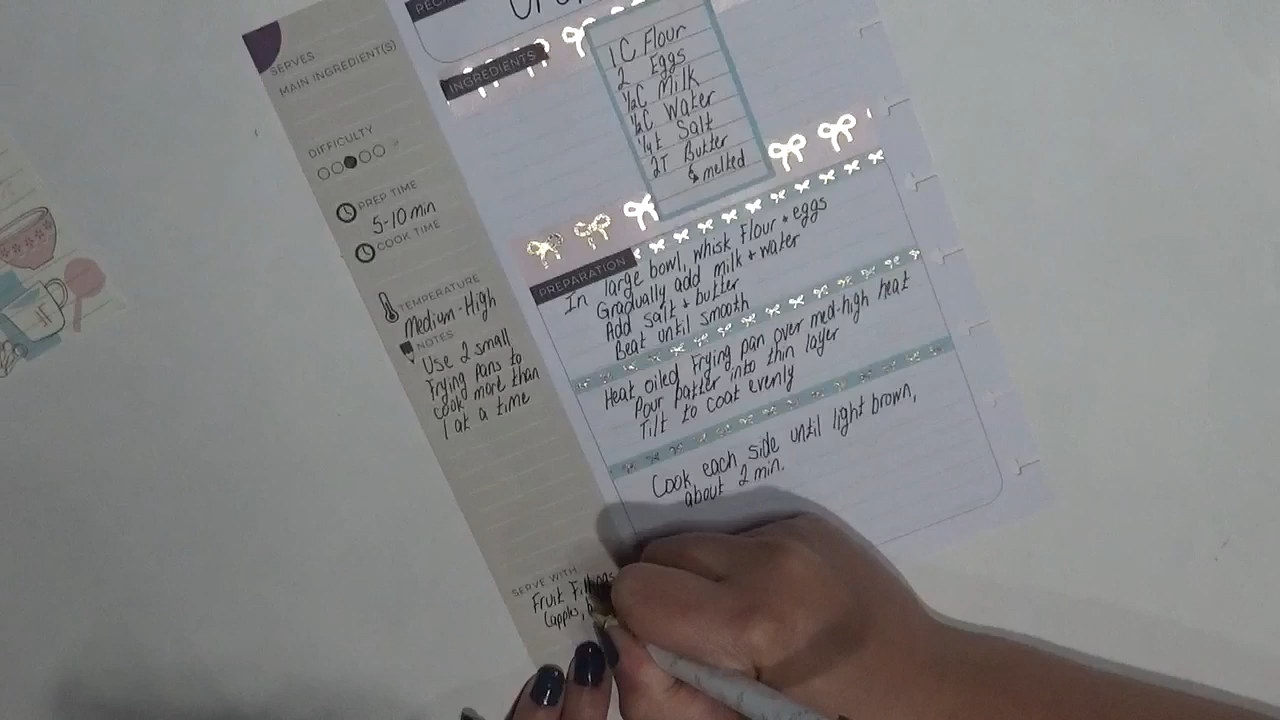 SERVES
MAIN INGREDIENT(S)
DIFFICULTY
PREP TIME
5-10 min
COOK TIME
TEMPERATURE
Medium-High
NOTES
Use 2 small
Frying pans to
cook more than
1 at a time
SERVE WITH
Fruit Fillings
(apples,
INGREDIENTS
1 C Flour
2 Eggs
½C Milk
½C Water
¼t Salt
2T Butter
↳ melted
PREPARATION
In large bowl, whisk Flour + eggs
Gradually add milk + water
Add salt + butter
Beat until smooth
Heat oiled Frying pan over med-high heat
Pour batter into thin layer
Tilt to coat evenly
Cook each side until light brown,
about 2 min.